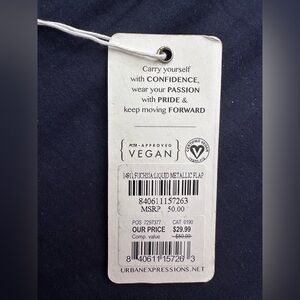 Carry yourself
with CONFIDENCE,
wear your PASSION
with PRIDE &
keep moving FORWARD
PETA - APPROVED
VEGAN
14911 FUCHSIA LIQUID METALLIC FLAP
840611157263
MSRP 50.00
POS 7297377 CAT 0190
OUR PRICE $29.99
Comp. value $50.00
8 40611 15726 3
URBANEXPRESSIONS.NET